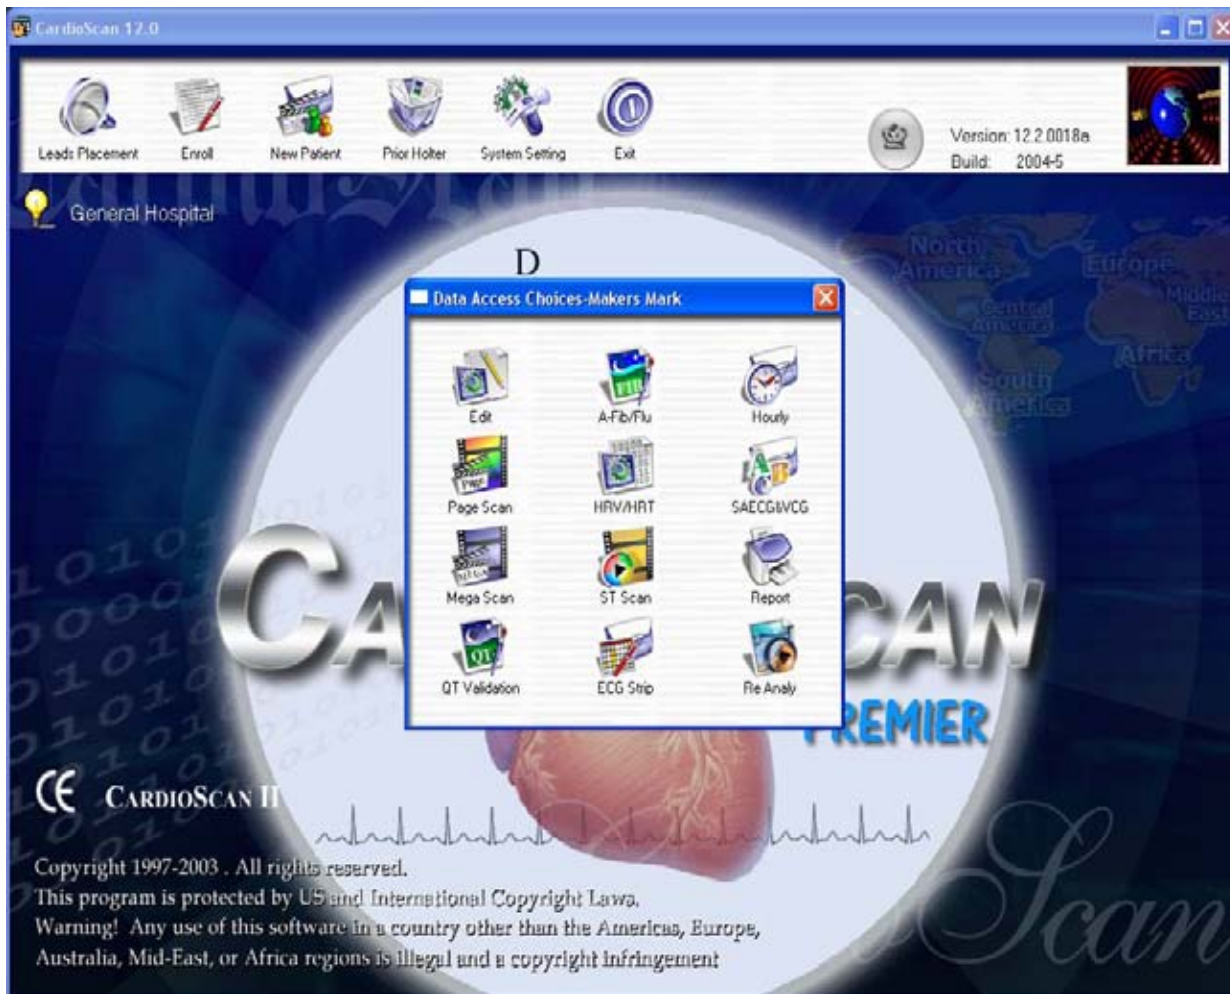 CardioScan 12.0
Leads Placement Enroll New Patient Prior Holter System Setting Exit
Version: 12.2.0018a
Build: 2004-5
General Hospital
D
North America
Central America
South America
Europe
Middle East
Africa
Data Access Choices-Makers Mark
Edit A-Fib/Flu Hourly
Page Scan HRV/HRT SAECG&VCG
Mega Scan ST Scan Report
QT Validation ECG Strip Re Analy
CA CAN
PREMIER
CE CARDIOSCAN II
Copyright 1997-2003 . All rights reserved.
This program is protected by US and International Copyright Laws.
Warning! Any use of this software in a country other than the Americas, Europe,
Australia, Mid-East, or Africa regions is illegal and a copyright infringement
Scan